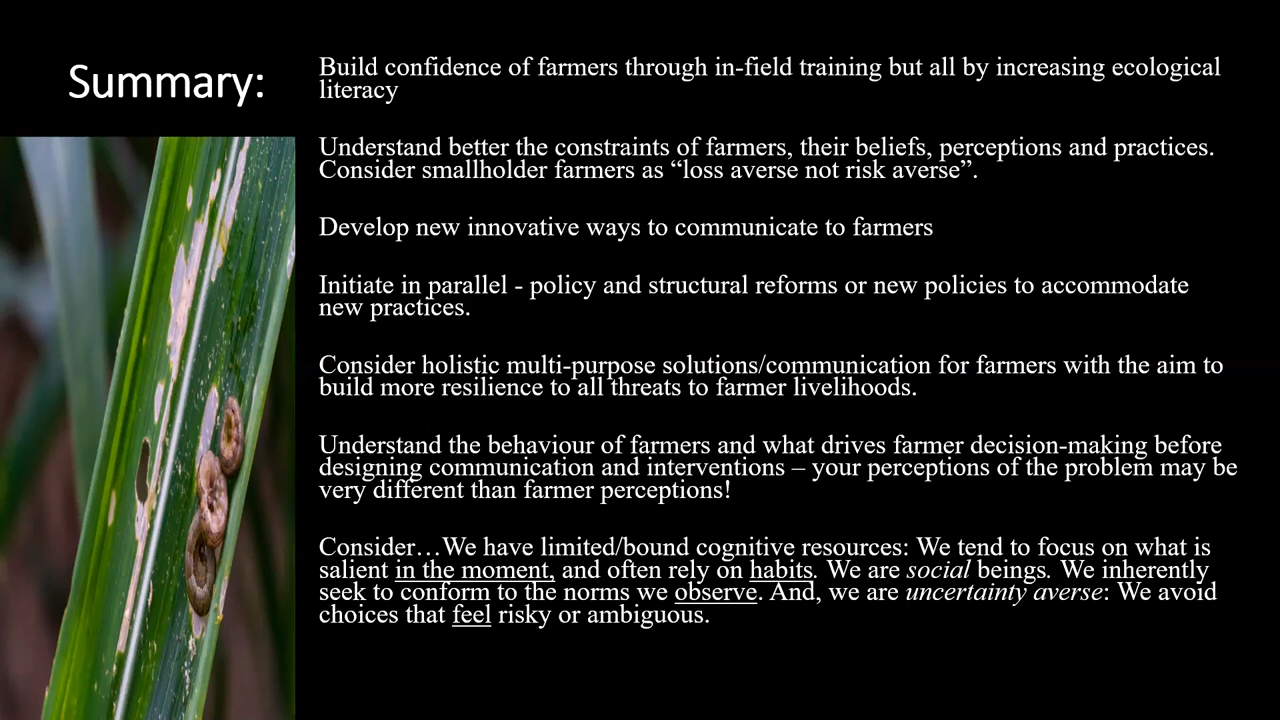 Summary:
Build confidence of farmers through in-field training but all by increasing ecological
literacy
Understand better the constraints of farmers, their beliefs, perceptions and practices.
Consider smallholder farmers as “loss averse not risk averse”.
Develop new innovative ways to communicate to farmers
Initiate in parallel - policy and structural reforms or new policies to accommodate
new practices.
Consider holistic multi-purpose solutions/communication for farmers with the aim to
build more resilience to all threats to farmer livelihoods.
Understand the behaviour of farmers and what drives farmer decision-making before
designing communication and interventions – your perceptions of the problem may be
very different than farmer perceptions!
Consider…We have limited/bound cognitive resources: We tend to focus on what is
salient in the moment, and often rely on habits. We are social beings. We inherently
seek to conform to the norms we observe. And, we are uncertainty averse: We avoid
choices that feel risky or ambiguous.